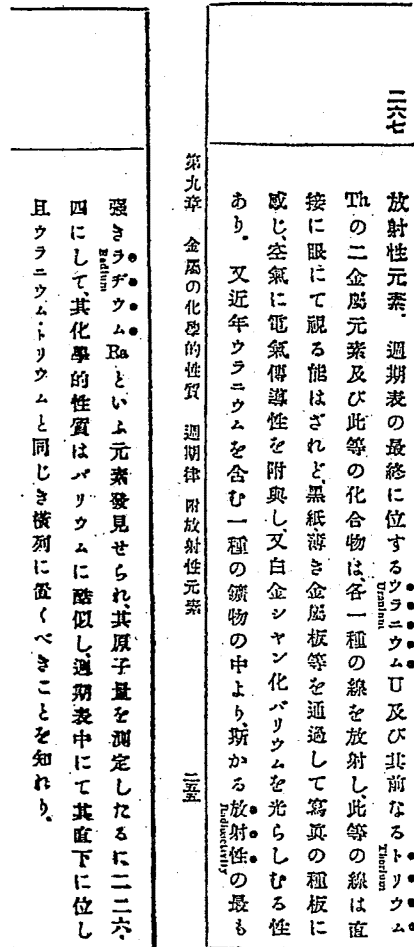 二六七
放射性元素. 週期表の最終に位するウラニウム U 及び其前なるトリウム
Uranium
Thorium
Th の二金屬元素及び此等の化合物は、各一種の線を放射し、此等の線は直
接に眼にて視る能はざれど、黑紙、薄き金屬板等を通過して寫眞の種板に
感じ、空氣に電氣傳導性を附與し、又白金シヤン化バリウムを光らしむる性
あり. 又近年ウラニウムを含む一種の鑛物の中より、斯かる放射性の最も
Radioactivity
第九章 金屬の化學的性質 週期律 附放射性元素
二五五
强きラヂウム Ra といふ元素發見せられ、其原子量を測定したるに二二六、
Radium
四にして、其化學的性質はバリウムに酷似し、週期表中にて其直下に位し
且ウラニウム・トリウムと同じき橫列に置くべきことを知れり。